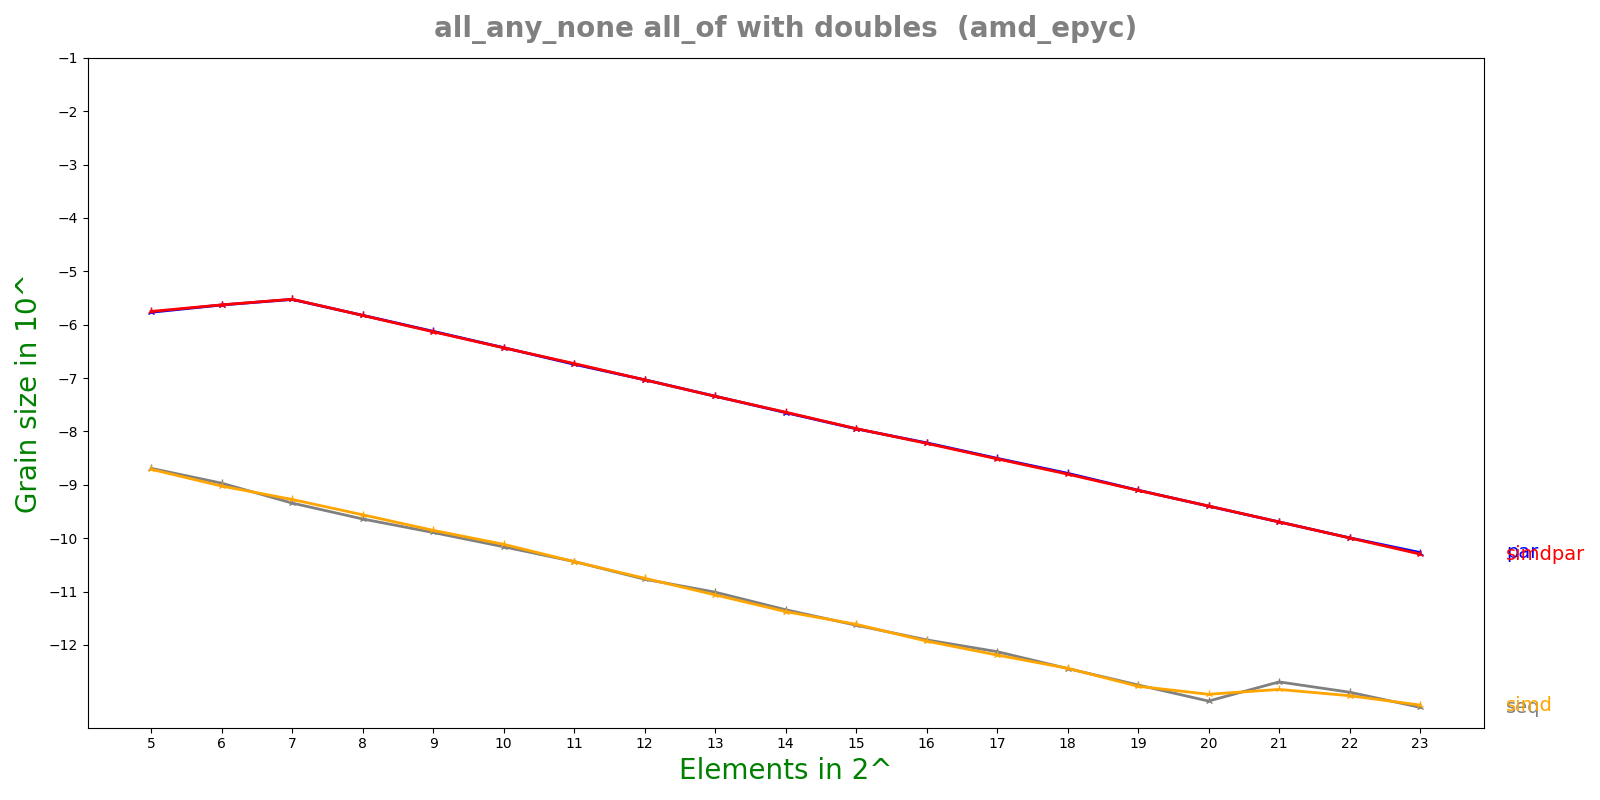 all_any_none all_of with doubles  (amd_epyc)
−1
−2
−3
−4
−5
−6
−7
−8
−9
−10
−11
−12
Grain size in 10^
par
simdpar
simd
seq
5 6 7 8 9 10 11 12 13 14 15 16 17 18 19 20 21 22 23
Elements in 2^